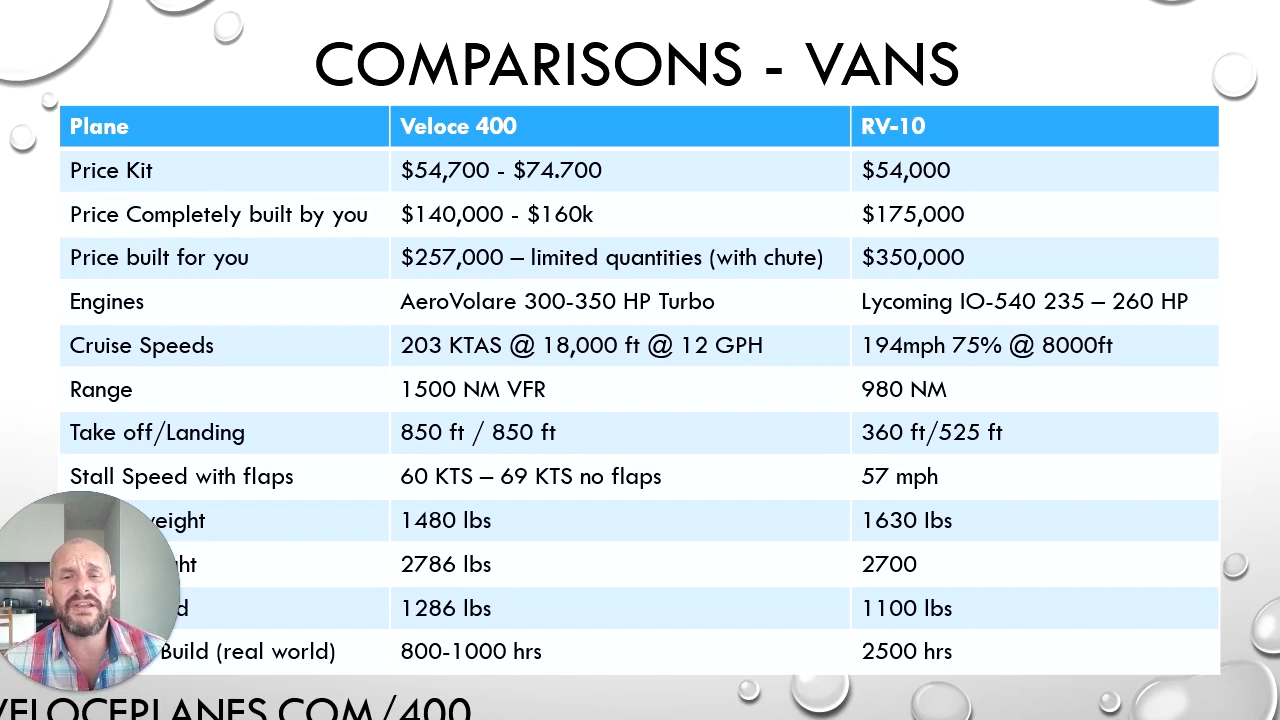 COMPARISONS - VANS
Plane Veloce 400 RV-10
Price Kit $54,700 - $74.700 $54,000
Price Completely built by you $140,000 - $160k $175,000
Price built for you $257,000 – limited quantities (with chute) $350,000
Engines AeroVolare 300-350 HP Turbo Lycoming IO-540 235 – 260 HP
Cruise Speeds 203 KTAS @ 18,000 ft @ 12 GPH 194mph 75% @ 8000ft
Range 1500 NM VFR 980 NM
Take off/Landing 850 ft / 850 ft 360 ft/525 ft
Stall Speed with flaps 60 KTS – 69 KTS no flaps 57 mph
1480 lbs 1630 lbs
2786 lbs 2700
1286 lbs 1100 lbs
Build (real world) 800-1000 hrs 2500 hrs
VELOCEPLANES.COM/400